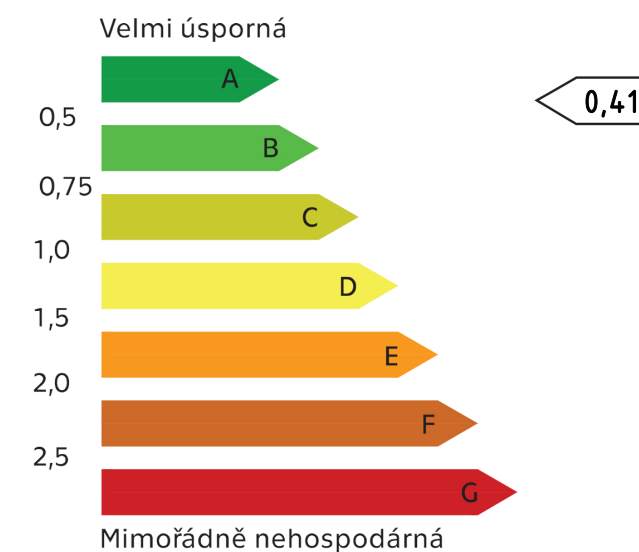 Velmi úsporná
A
0,41
0,5
B
0,75
C
1,0
D
1,5
E
2,0
F
2,5
G
Mimořádně nehospodárná